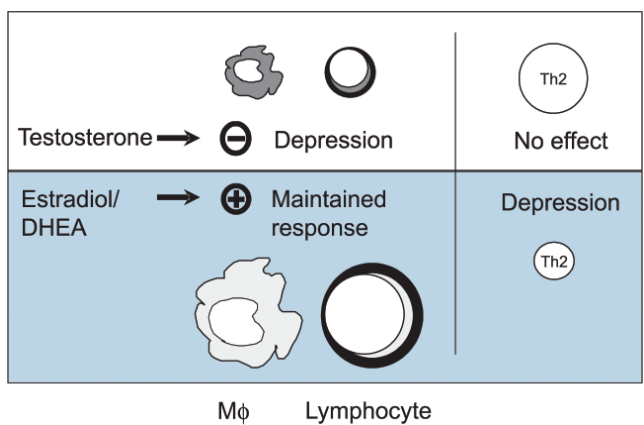 Th2
Testosterone
−
Depression
No effect
Estradiol/
DHEA
+
Maintained
response
Depression
Th2
Mϕ
Lymphocyte